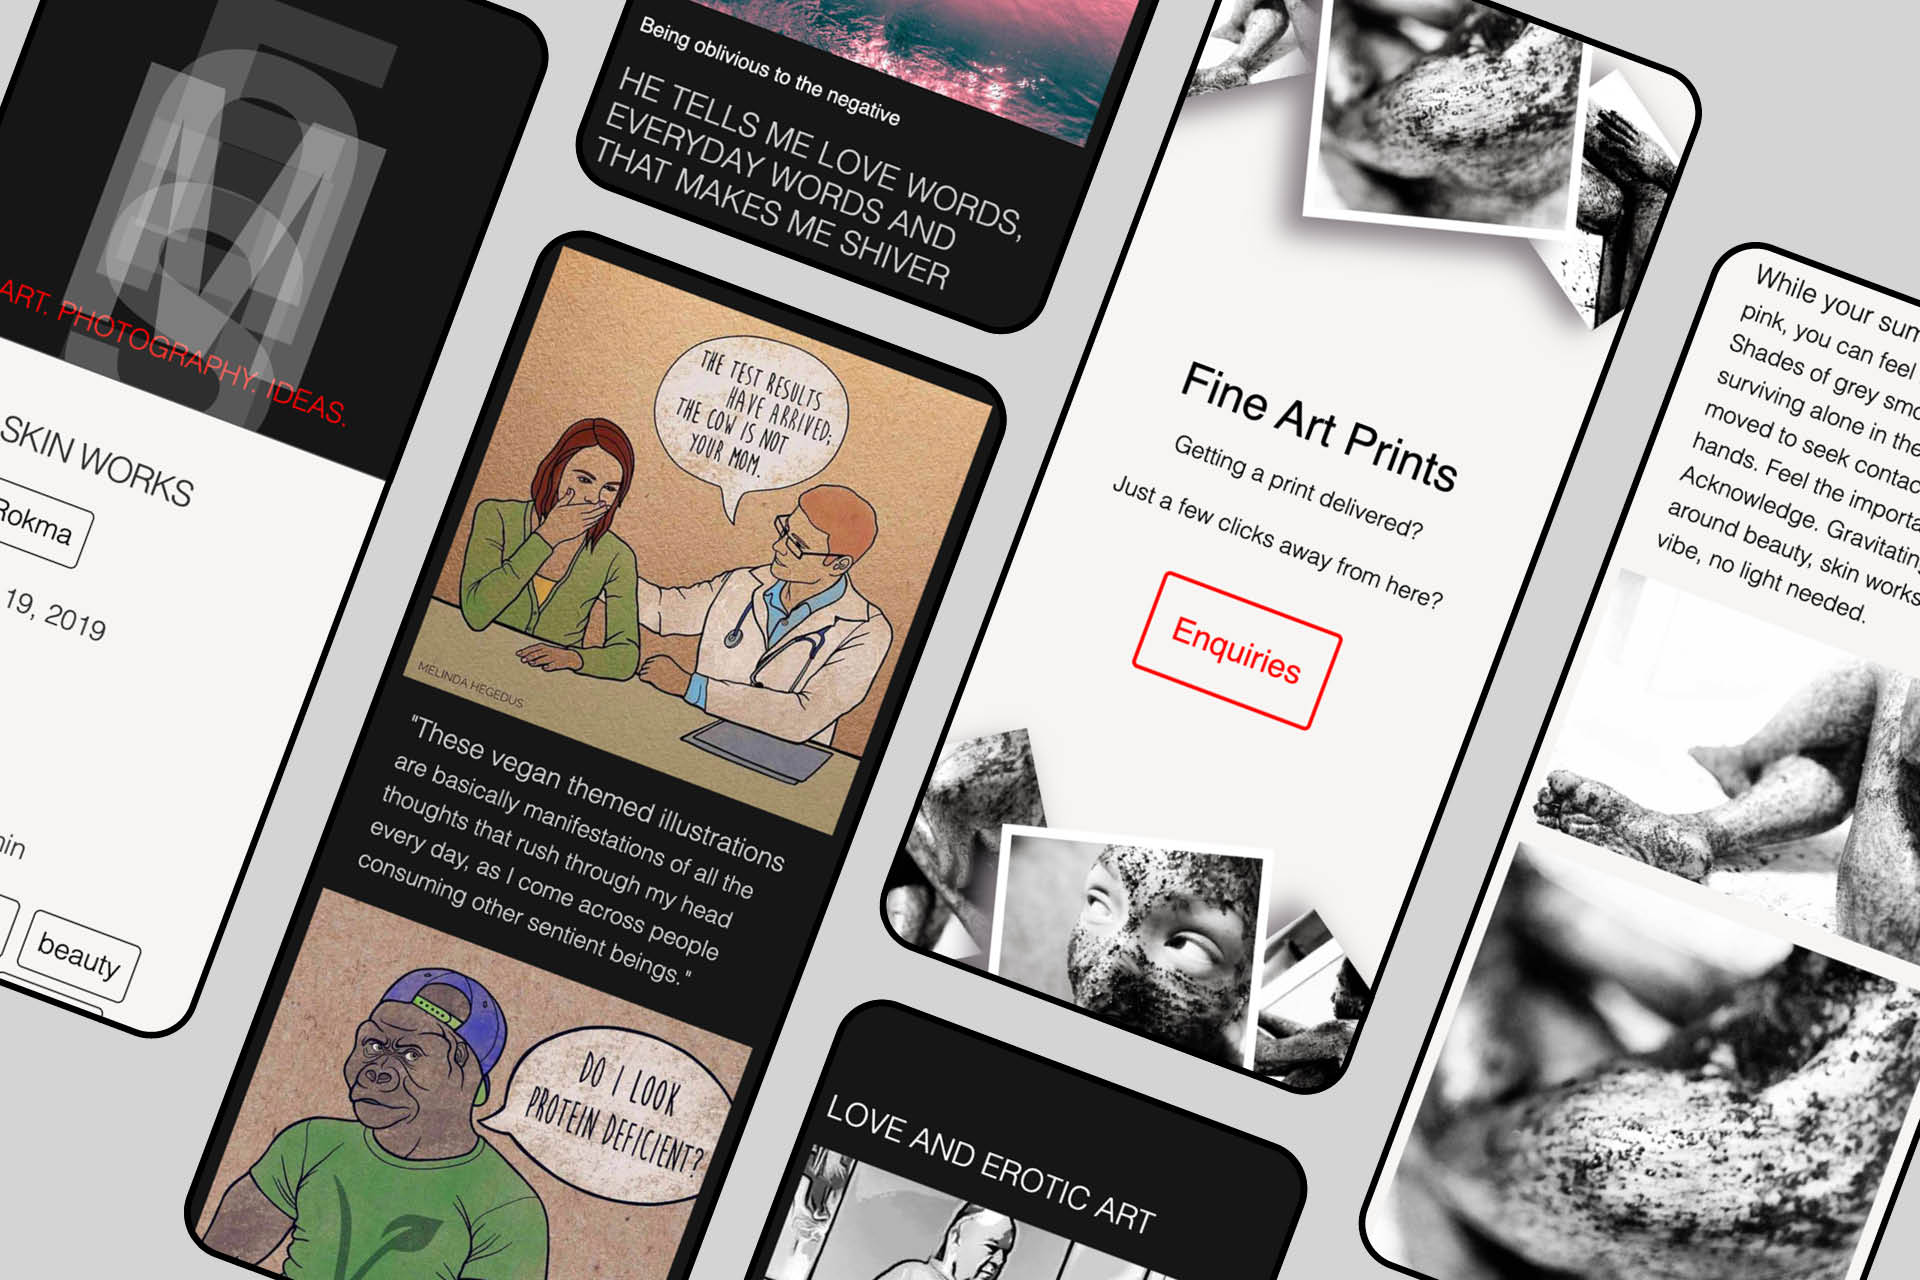 ART. PHOTOGRAPHY. IDEAS.
SKIN WORKS
Rokma
19, 2019
beauty
Being oblivious to the negative
HE TELLS ME LOVE WORDS,
EVERYDAY WORDS AND
THAT MAKES ME SHIVER
THE TEST RESULTS
HAVE ARRIVED;
THE COW IS NOT
YOUR MOM.
MELINDA HEGEDUS
"These vegan themed illustrations
are basically manifestations of all the
thoughts that rush through my head
every day, as I come across people
consuming other sentient beings."
DO I LOOK
PROTEIN DEFICIENT?
Fine Art Prints
Getting a print delivered?
Just a few clicks away from here?
Enquiries
LOVE AND EROTIC ART
While your
pink, you can feel
Shades of grey
surviving alone in the
moved to seek
hands. Feel the
Acknowledge.
around beauty, skin works
vibe, no light needed.